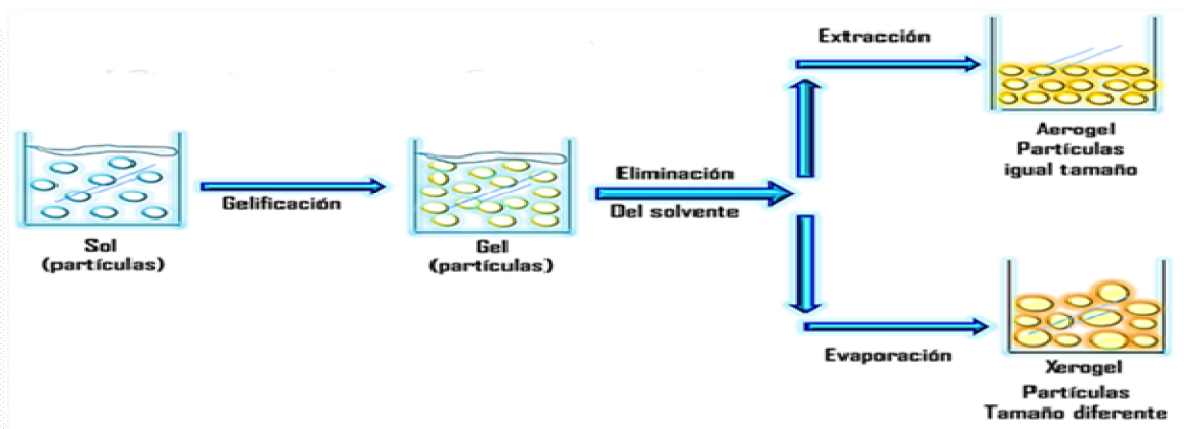 Sol
(partículas)
Gelificación
Gel
(partículas)
Eliminación
Del solvente
Extracción
Aerogel
Partículas
igual tamaño
Evaporación
Xerogel
Partículas
Tamaño diferente